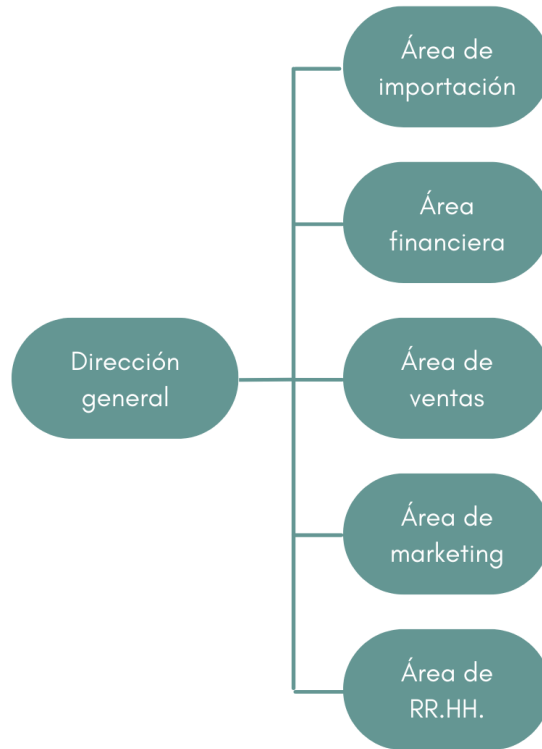 Área de
importación
Área
financiera
Dirección
general
Área de
ventas
Área de
marketing
Área de
RR.HH.